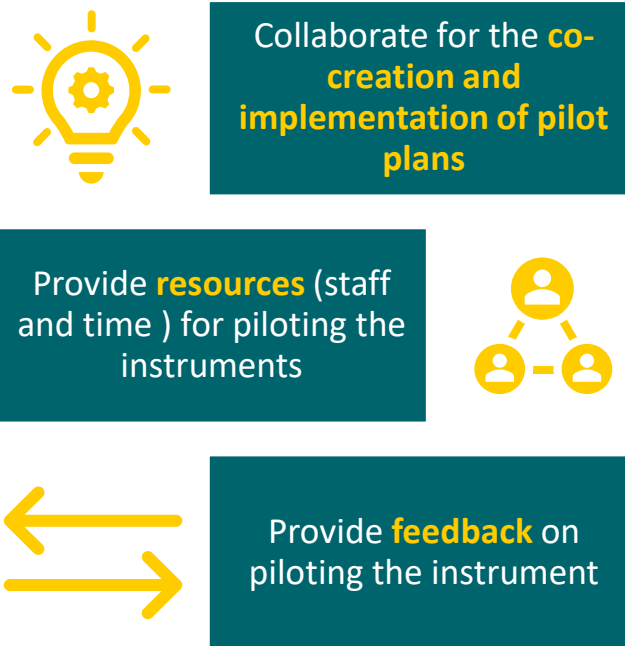 Collaborate for the co-
creation and
implementation of pilot
plans
Provide resources (staff
and time ) for piloting the
instruments
Provide feedback on
piloting the instrument